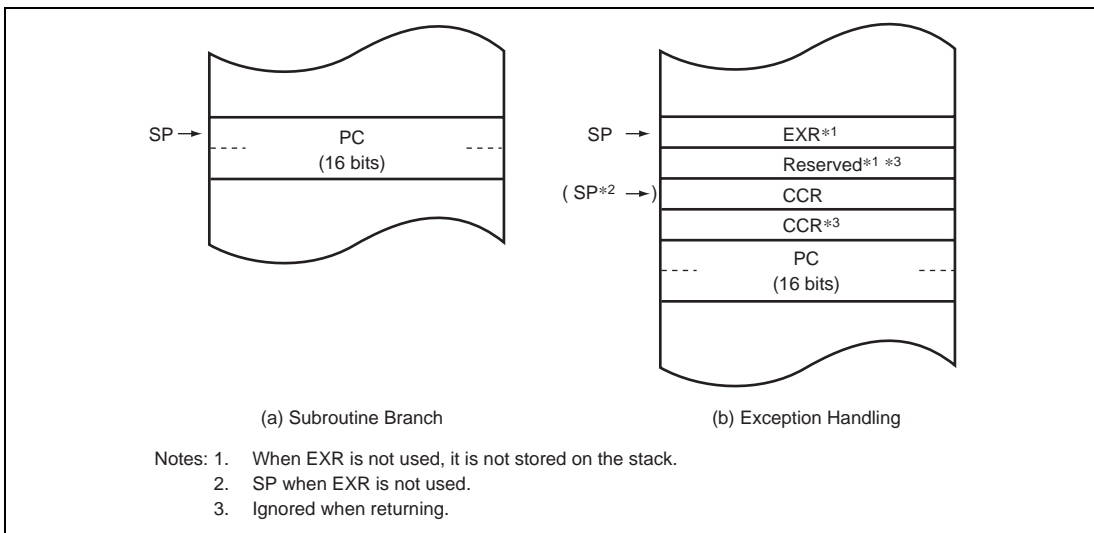 SP →
PC
(16 bits)
(a) Subroutine Branch
SP →
EXR*1
Reserved*1 *3
( SP*2 → )
CCR
CCR*3
PC
(16 bits)
(b) Exception Handling
Notes: 1. When EXR is not used, it is not stored on the stack.
2. SP when EXR is not used.
3. Ignored when returning.